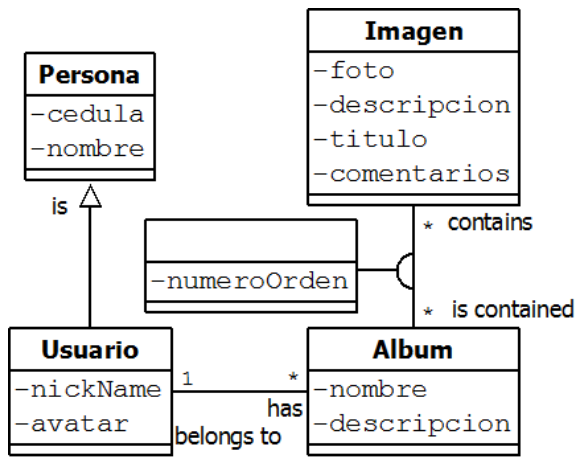 Persona
-cedula
-nombre
is
Imagen
-foto
-descripcion
-titulo
-comentarios
* contains
-numeroOrden
* is contained
Usuario
-nickName
-avatar
1
belongs to
*
has
Album
-nombre
-descripcion